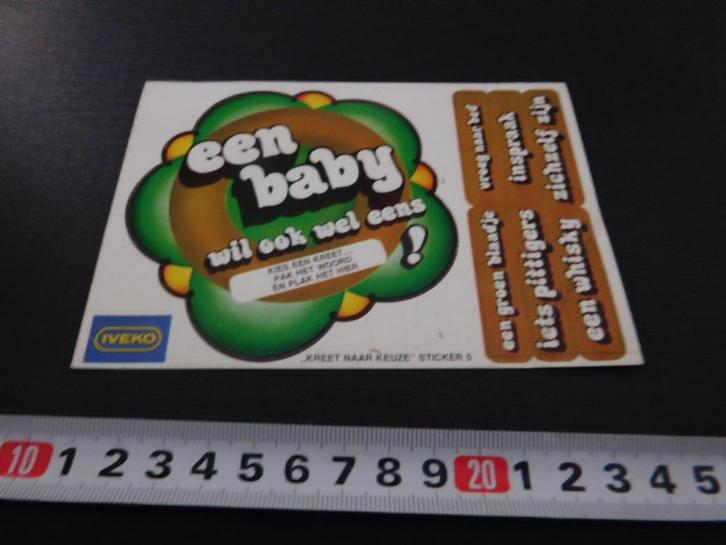 een
baby
wil ook wel eens
!
KIES EEN KREET...
PAK HET WOORD
EN PLAK HET HIER
IVEKO
„KREET NAAR KEUZE” STICKER 5
vroeg naar bed
inspraak
zichzelf zijn
een groen blaadje
iets pittigers
een whisky
10 1 2 3 4 5 6 7 8 9 20 1 2 3 4 5